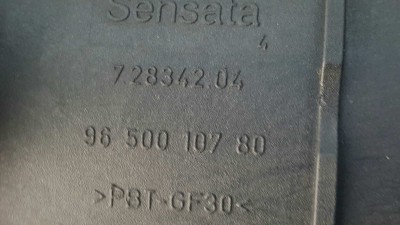 Sensata
4
728342.04
96 500 107 80
>PBT-GF30<